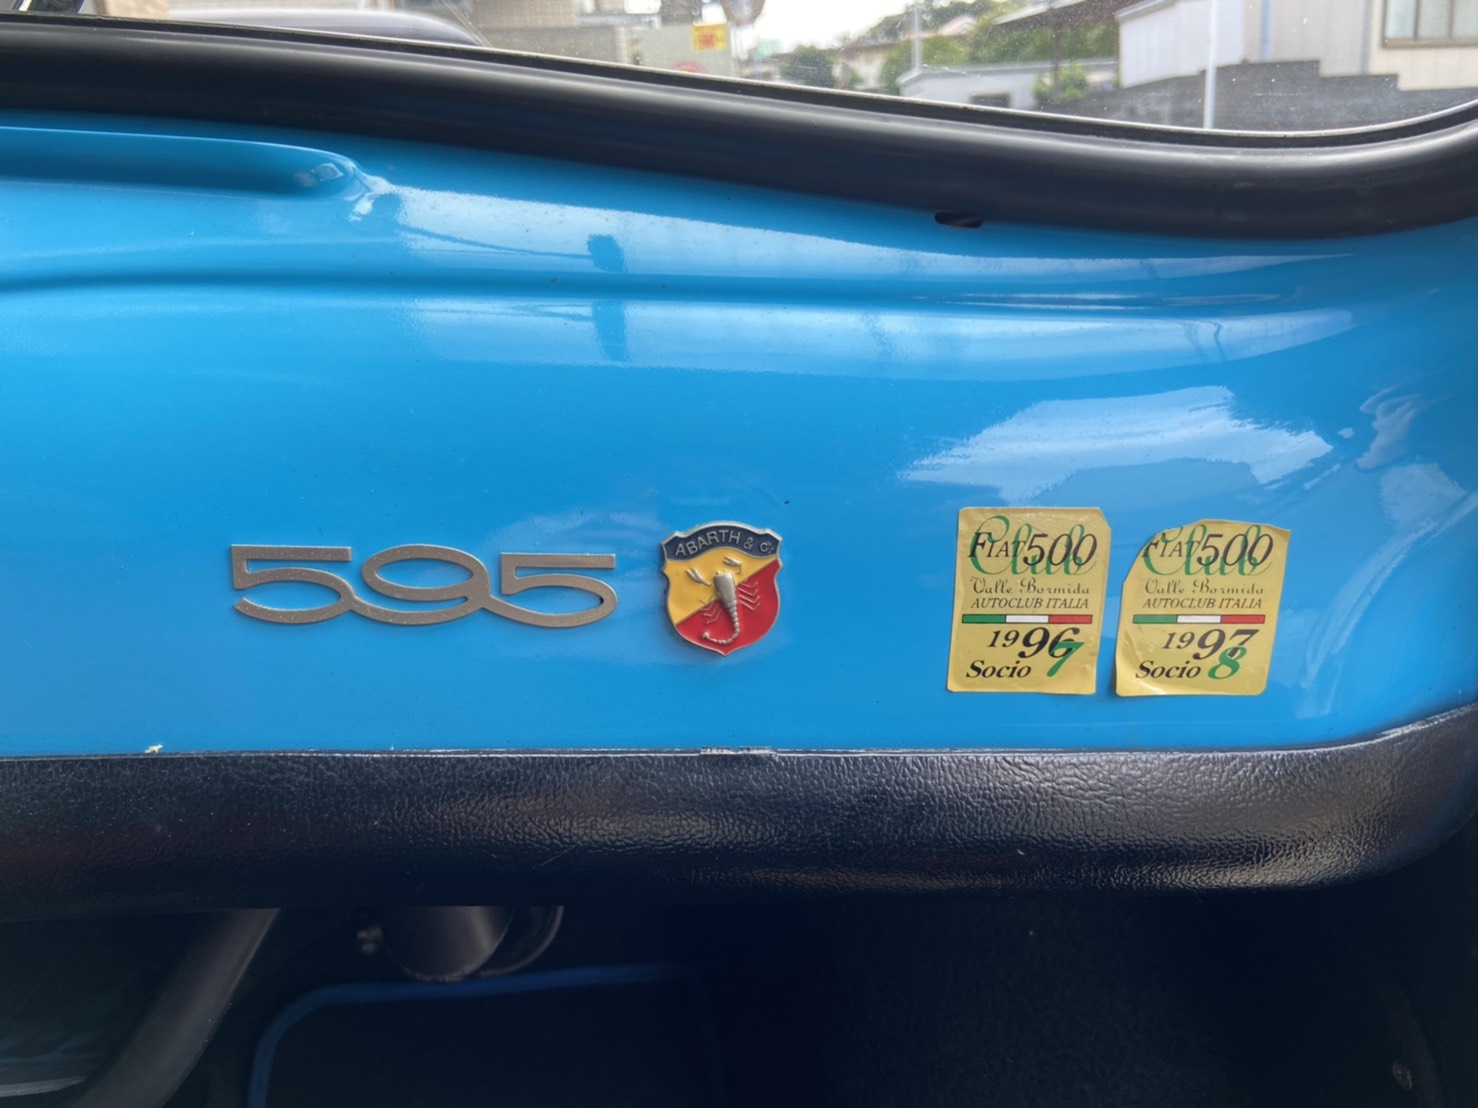 595
ABARTH & C°
Club
FIAT 500
Valle Bormida
AUTOCLUB ITALIA
1996
Socio 7
Club
FIAT 500
Valle Bormida
AUTOCLUB ITALIA
1997
Socio 8